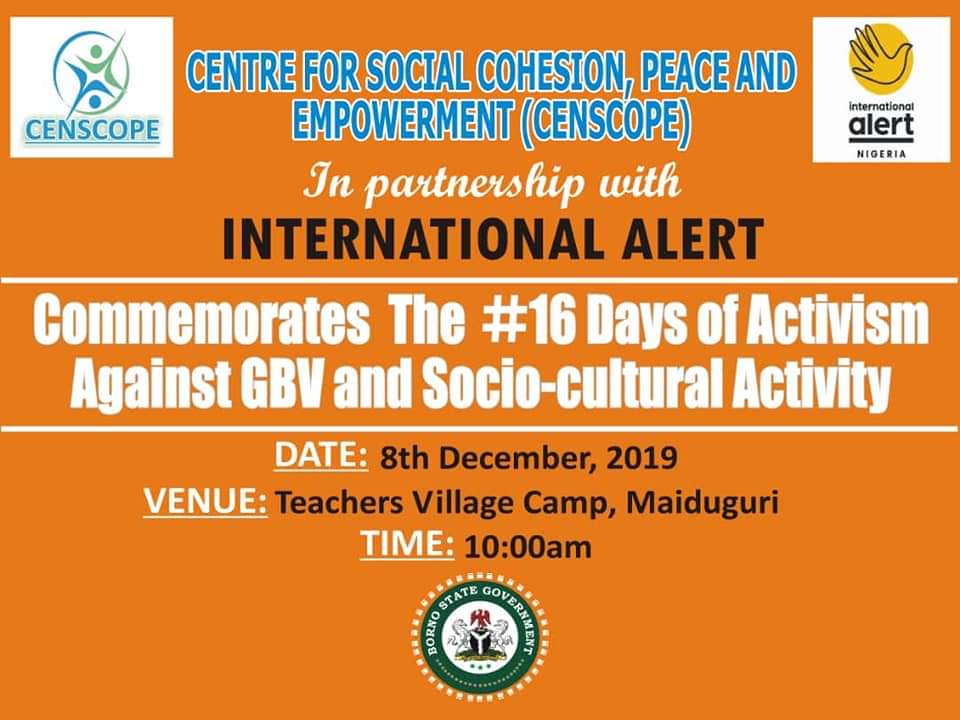 CENSCOPE
CENTRE FOR SOCIAL COHESION, PEACE AND
EMPOWERMENT (CENSCOPE)
international
alert
NIGERIA
In partnership with
INTERNATIONAL ALERT
Commemorates The #16 Days of Activism
Against GBV and Socio-cultural Activity
DATE: 8th December, 2019
VENUE: Teachers Village Camp, Maiduguri
TIME: 10:00am
BORNO STATE GOVERNMENT